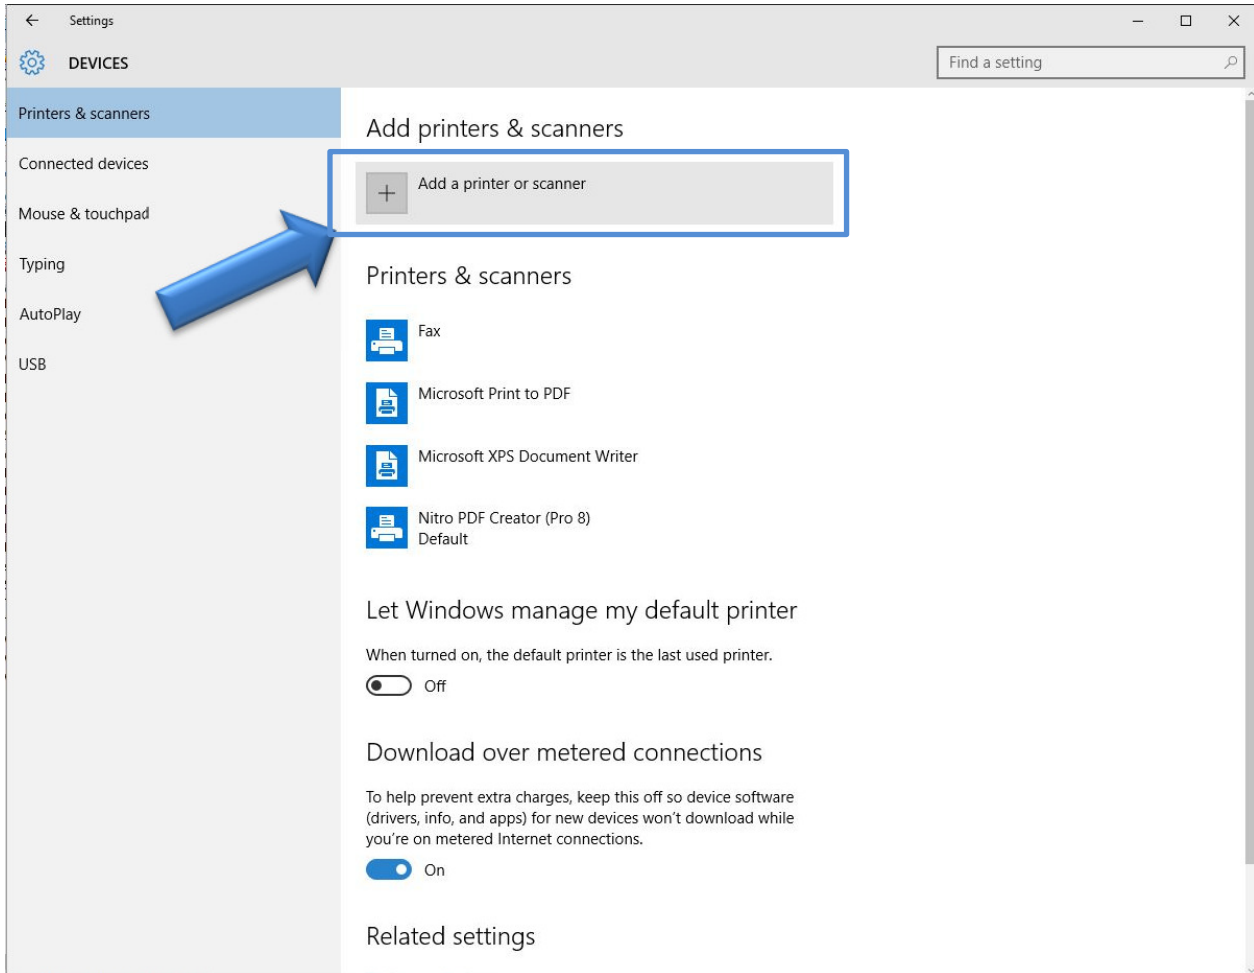 Settings
DEVICES
Find a setting
Printers & scanners
Connected devices
Mouse & touchpad
Typing
AutoPlay
USB
Add printers & scanners
Add a printer or scanner
Printers & scanners
Fax
Microsoft Print to PDF
Microsoft XPS Document Writer
Nitro PDF Creator (Pro 8)
Default
Let Windows manage my default printer
When turned on, the default printer is the last used printer.
Off
Download over metered connections
To help prevent extra charges, keep this off so device software
(drivers, info, and apps) for new devices won't download while
you're on metered Internet connections.
On
Related settings